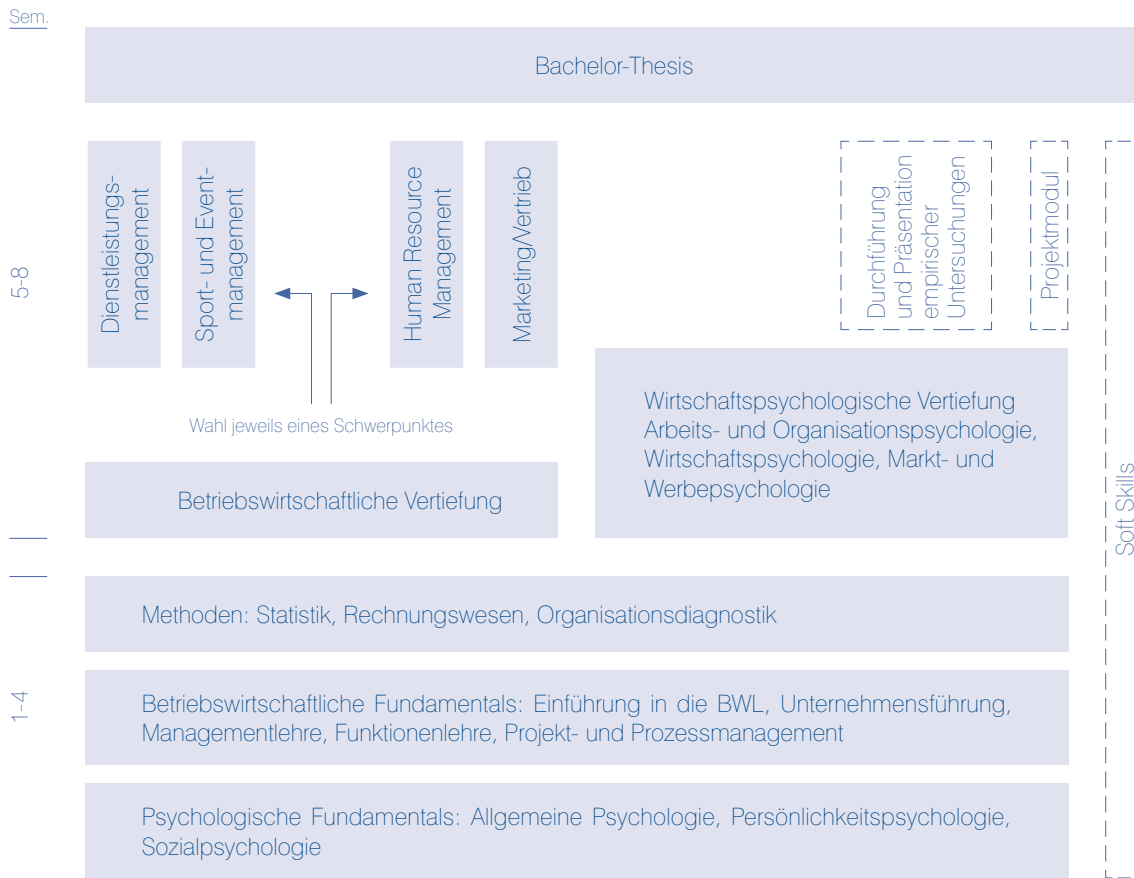 Sem.
Bachelor-Thesis
5-8
Dienstleistungs-
management
Sport- und Event-
management
Human Resource
Management
Marketing/Vertrieb
Durchführung
und Präsentation
empirischer
Untersuchungen
Projektmodul
Wahl jeweils eines Schwerpunktes
Betriebswirtschaftliche Vertiefung
Wirtschaftspsychologische Vertiefung
Arbeits- und Organisationspsychologie,
Wirtschaftspsychologie, Markt- und
Werbepsychologie
Soft Skills
1-4
Methoden: Statistik, Rechnungswesen, Organisationsdiagnostik
Betriebswirtschaftliche Fundamentals: Einführung in die BWL, Unternehmensführung,
Managementlehre, Funktionenlehre, Projekt- und Prozessmanagement
Psychologische Fundamentals: Allgemeine Psychologie, Persönlichkeitspsychologie,
Sozialpsychologie